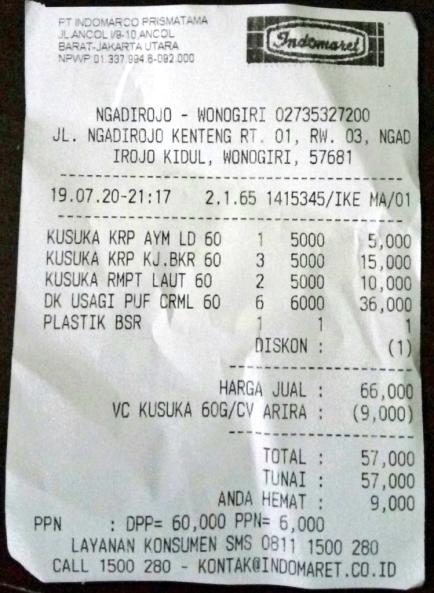 PT INDOMARCO PRISMATAMA
JL.ANCOL I/9-10,ANCOL
BARAT-JAKARTA UTARA
NPWP 01.337.994.6-092.000
Indomaret
NGADIROJO - WONOGIRI 02735327200
JL. NGADIROJO KENTENG RT. 01, RW. 03, NGAD
IROJO KIDUL, WONOGIRI, 57681
19.07.20-21:17 2.1.65 1415345/IKE MA/01
KUSUKA KRP AYM LD 60 1 5000 5,000
KUSUKA KRP KJ.BKR 60 3 5000 15,000
KUSUKA RMPT LAUT 60 2 5000 10,000
DK USAGI PUF CRML 60 6 6000 36,000
PLASTIK BSR 1 1 1
DISKON : (1)
HARGA JUAL : 66,000
VC KUSUKA 60G/CV ARIRA : (9,000)
TOTAL : 57,000
TUNAI : 57,000
ANDA HEMAT : 9,000
PPN : DPP= 60,000 PPN= 6,000
LAYANAN KONSUMEN SMS 0811 1500 280
CALL 1500 280 - KONTAK@INDOMARET.CO.ID